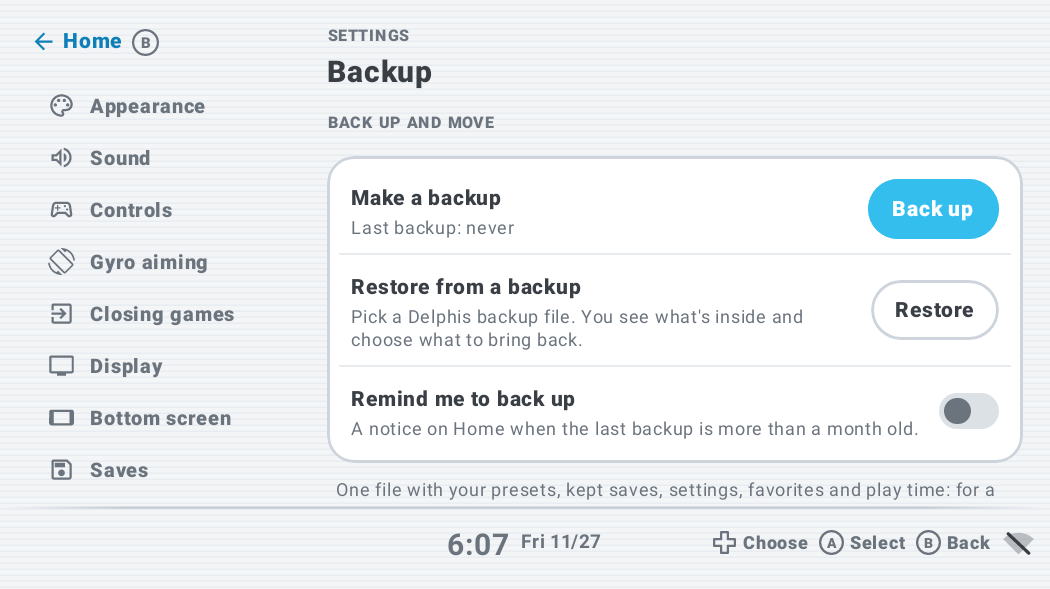 Home B
Appearance
Sound
Controls
Gyro aiming
Closing games
Display
Bottom screen
Saves
SETTINGS
Backup
BACK UP AND MOVE
Make a backup
Last backup: never
Back up
Restore from a backup
Pick a Delphis backup file. You see what's inside and
choose what to bring back.
Restore
Remind me to back up
A notice on Home when the last backup is more than a month old.
One file with your presets, kept saves, settings, favorites and play time: for a
6:07 Fri 11/27
Choose A Select B Back